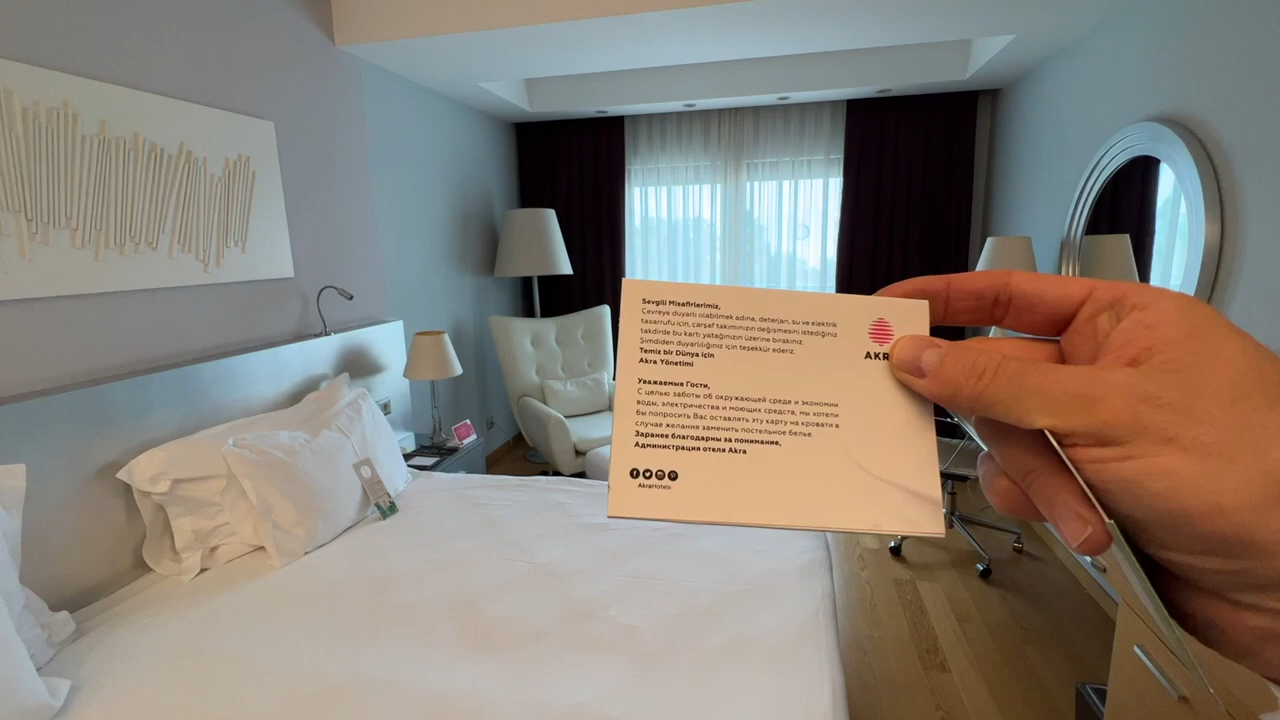 Sevgili Misafirlerimiz,
Çevreye duyarlı olabilmek adına, deterjan, su ve elektrik
tasarrufu için, çarşaf takımınızın değişmesini istediğiniz
takdirde bu kartı yatağınızın üzerine bırakınız.
Şimdiden duyarlılığınız için teşekkür ederiz.
Temiz bir Dünya için
Akra Yönetimi
Уважаемые Гости,
С целью заботы об окружающей среде и экономии
воды, электричества и моющих средств, мы хотели
бы попросить Вас оставлять эту карту на кровати в
случае желания заменить постельное белье.
Заранее благодарны за понимание,
Администрация отеля Akra
AkraHotels